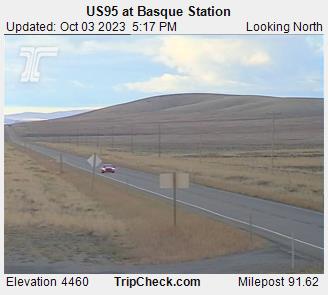 US95 at Basque Station
Updated: Oct 03 2023 5:17 PM Looking North
Elevation 4460 TripCheck.com Milepost 91.62